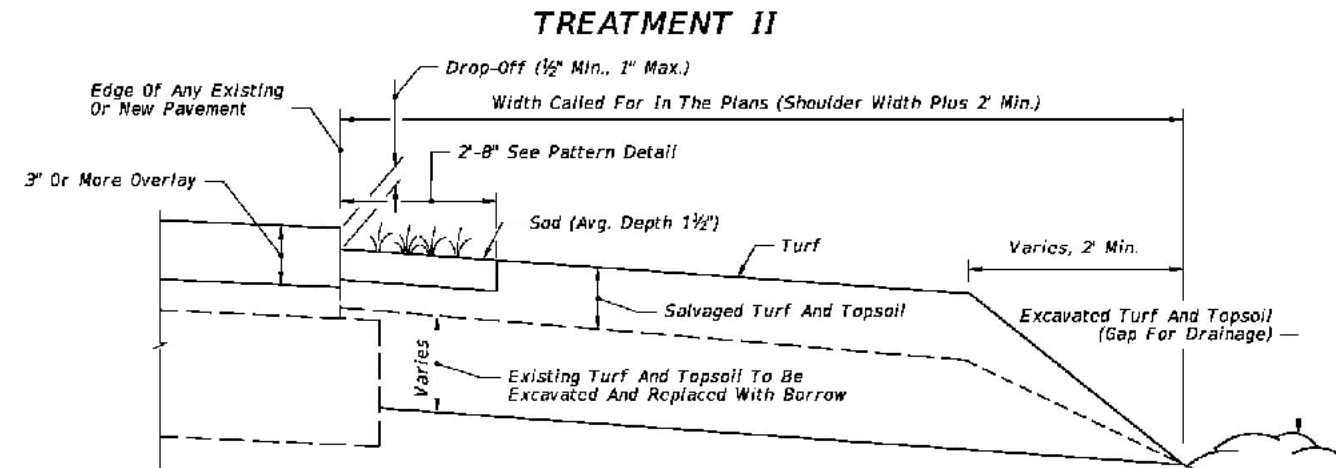 TREATMENT II
Drop-Off (½" Min., 1" Max.)
Edge Of Any Existing
Or New Pavement
Width Called For In The Plans (Shoulder Width Plus 2' Min.)
2'-8" See Pattern Detail
3" Or More Overlay
Sod (Avg. Depth 1½")
Turf
Varies, 2' Min.
Salvaged Turf And Topsoil
Excavated Turf And Topsoil
(Gap For Drainage)
Varies
Existing Turf And Topsoil To Be
Excavated And Replaced With Borrow